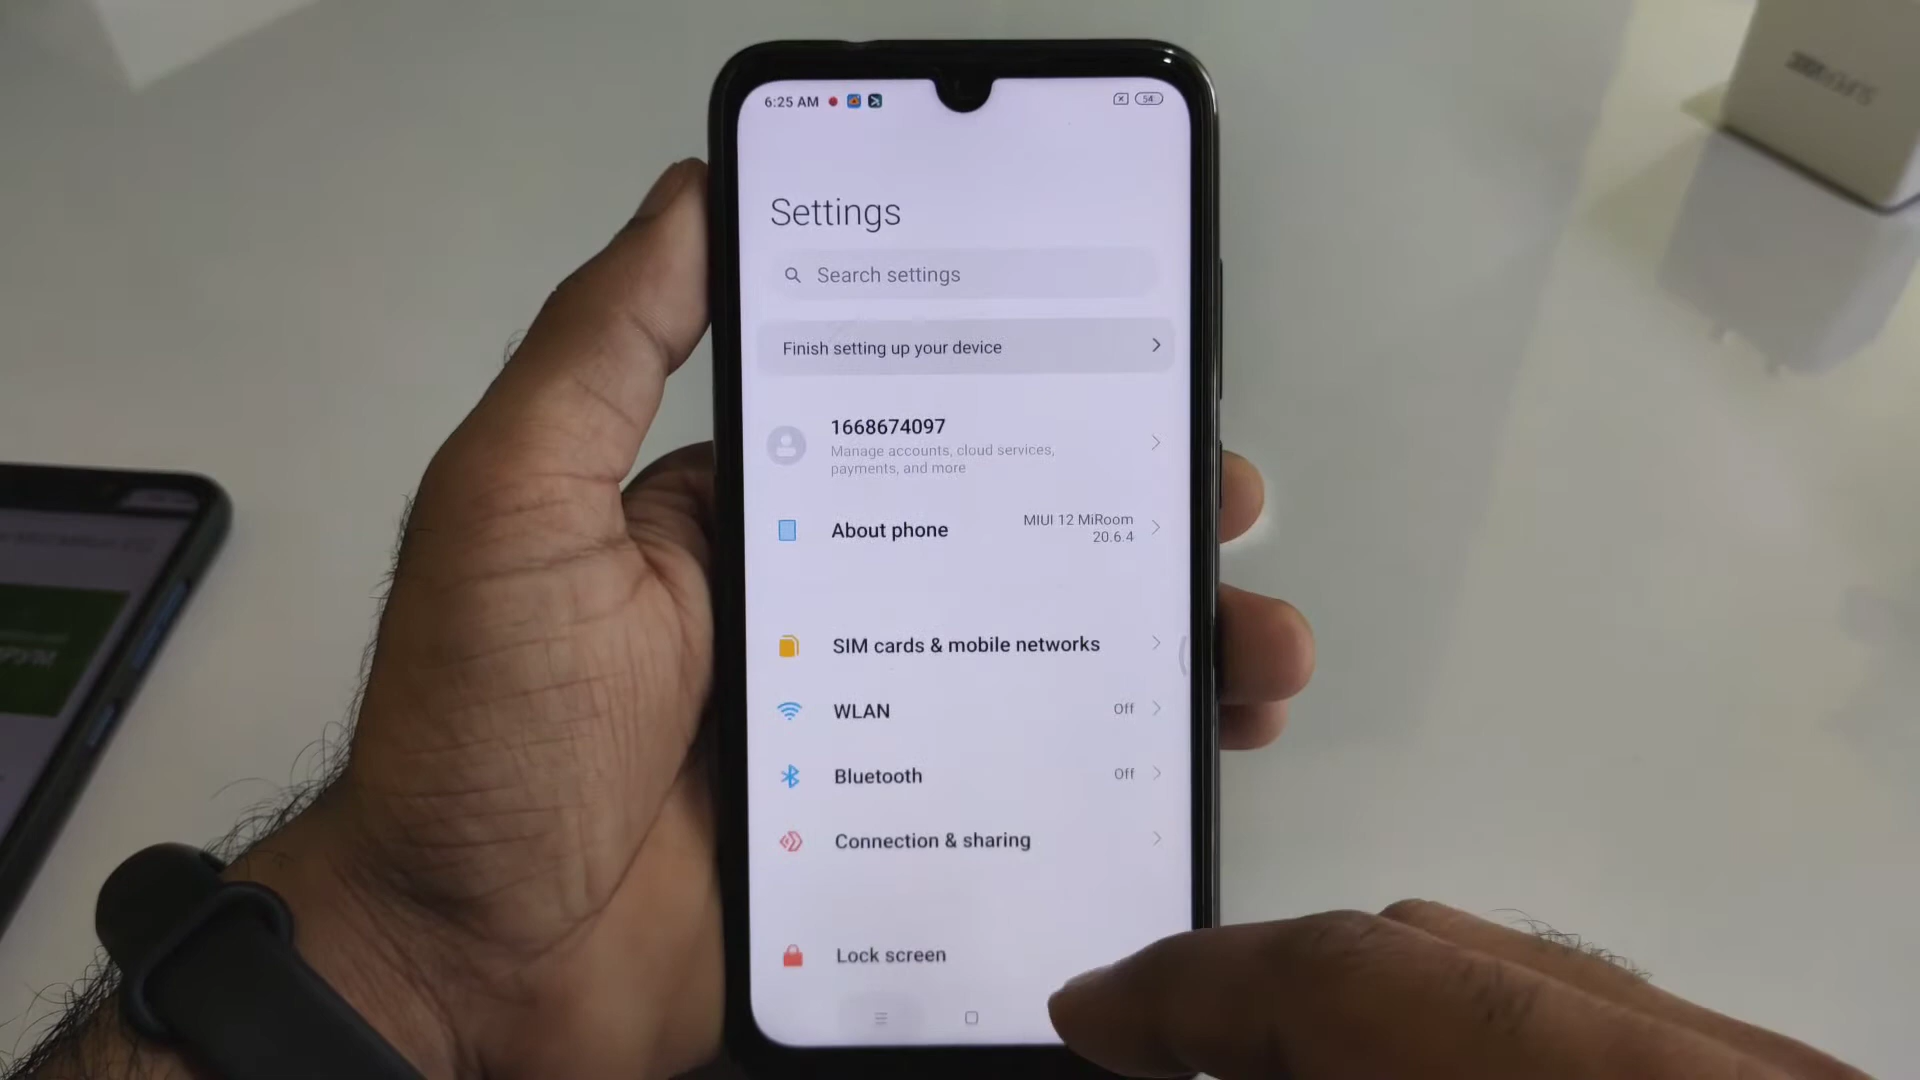 6:25 AM
54
Settings
Search settings
Finish setting up your device
1668674097
Manage accounts, cloud services,
payments, and more
About phone
MIUI 12 MiRoom
20.6.4
SIM cards & mobile networks
WLAN
Off
Bluetooth
Off
Connection & sharing
Lock screen